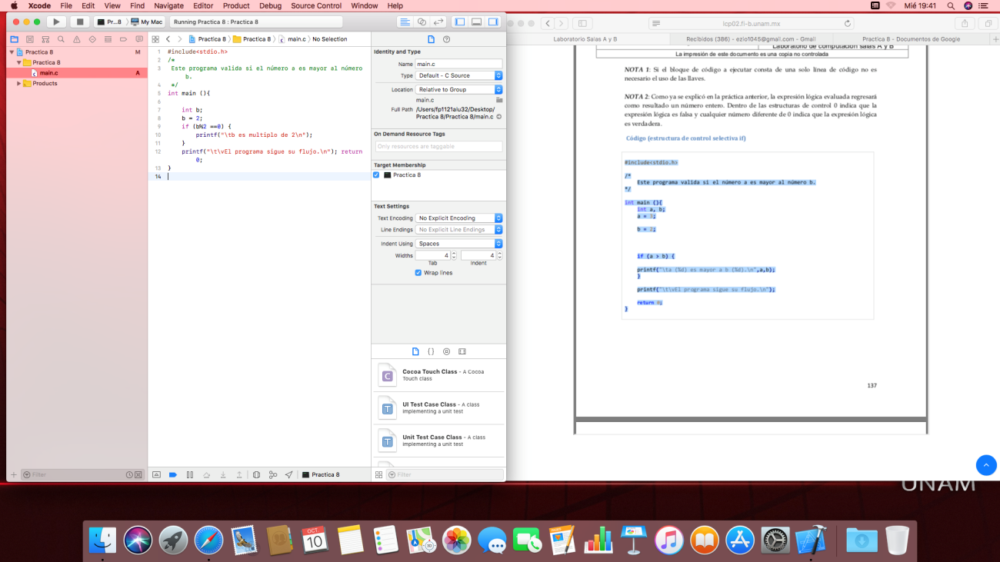 Xcode File Edit View Find Navigate Editor Product Debug Source Control Window Help Mié 19:41
Pr...8 My Mac Running Practica 8 : Practica 8
Practica 8 M
Practica 8
main.c A
Products
Practica 8 Practica 8 main.c No Selection
1 #include<stdio.h>
2 /*
3 Este programa valida si el número a es mayor al número
b.
4 */
5 int main (){
6
7 int b;
8 b = 2;
9 if (b%2 ==0) {
10 printf("\tb es multiplo de 2\n");
11 }
12 printf("\t\vEl programa sigue su flujo.\n"); return
0;
13 }
14
Identity and Type
Name main.c
Type Default - C Source
Location Relative to Group
main.c
Full Path /Users/fp1121alu32/Desktop/
Practica 8/Practica 8/main.c
On Demand Resource Tags
Only resources are taggable
Target Membership
Practica 8
Text Settings
Text Encoding No Explicit Encoding
Line Endings No Explicit Line Endings
Indent Using Spaces
Widths 4 4
Tab Indent
Wrap lines
{ }
C Cocoa Touch Class - A Cocoa
Touch class
T UI Test Case Class - A class
implementing a unit test
T Unit Test Case Class - A class
implementing a unit test
Filter
Practica 8
Filter
lcp02.fi-b.unam.mx
Laboratorio Salas A y B Recibidos (386) - ezio1045@gmail.com - Gmail Practica 8 - Documentos de Google
Laboratorio de computación salas A y B
La impresión de este documento es una copia no controlada
NOTA 1: Si el bloque de código a ejecutar consta de una solo línea de código no es
necesario el uso de las llaves.
NOTA 2: Como ya se explicó en la práctica anterior, la expresión lógica evaluada regresará
como resultado un número entero. Dentro de las estructuras de control 0 indica que la
expresión lógica es falsa y cualquier número diferente de 0 indica que la expresión lógica
es verdadera.
Código (estructura de control selectiva if)
#include<stdio.h>
/*
Este programa valida si el número a es mayor al número b.
*/
int main (){
int a, b;
a = 3;
b = 2;
if (a > b) {
printf("\ta (%d) es mayor a b (%d).\n",a,b);
}
printf("\t\vEl programa sigue su flujo.\n");
return 0;
}
137
UNAM
OCT
10
3D